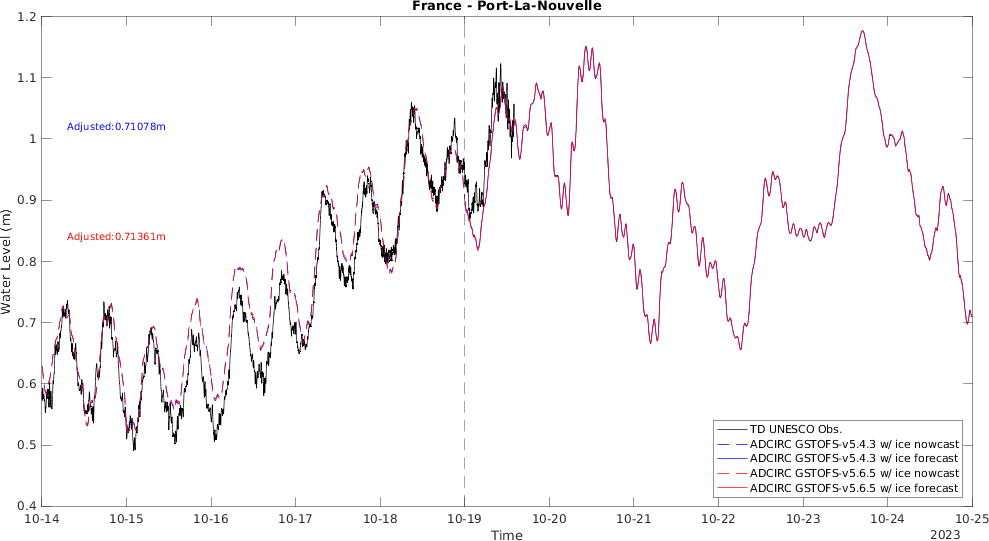 France - Port-La-Nouvelle
1.2
1.1
1
0.9
0.8
0.7
0.6
0.5
0.4
Water Level (m)
Adjusted:0.71078m
Adjusted:0.71361m
TD UNESCO Obs.
ADCIRC GSTOFS-v5.4.3 w/ ice nowcast
ADCIRC GSTOFS-v5.4.3 w/ ice forecast
ADCIRC GSTOFS-v5.6.5 w/ ice nowcast
ADCIRC GSTOFS-v5.6.5 w/ ice forecast
10-14 10-15 10-16 10-17 10-18 10-19 10-20 10-21 10-22 10-23 10-24 10-25
Time
2023